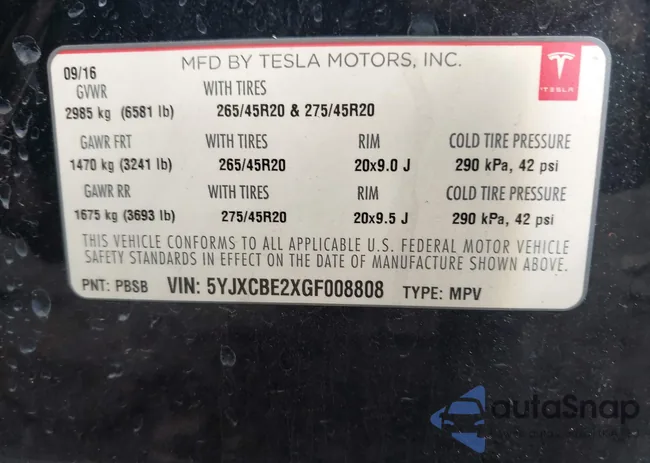 MFD BY TESLA MOTORS, INC.
09/16
GVWR WITH TIRES
2985 kg (6581 lb) 265/45R20 & 275/45R20
TESLA
GAWR FRT WITH TIRES RIM COLD TIRE PRESSURE
1470 kg (3241 lb) 265/45R20 20x9.0 J 290 kPa, 42 psi
GAWR RR WITH TIRES RIM COLD TIRE PRESSURE
1675 kg (3693 lb) 275/45R20 20x9.5 J 290 kPa, 42 psi
THIS VEHICLE CONFORMS TO ALL APPLICABLE U.S. FEDERAL MOTOR VEHICLE
SAFETY STANDARDS IN EFFECT ON THE DATE OF MANUFACTURE SHOWN ABOVE.
PNT: PBSB VIN: 5YJXCBE2XGF008808 TYPE: MPV
autaSnap